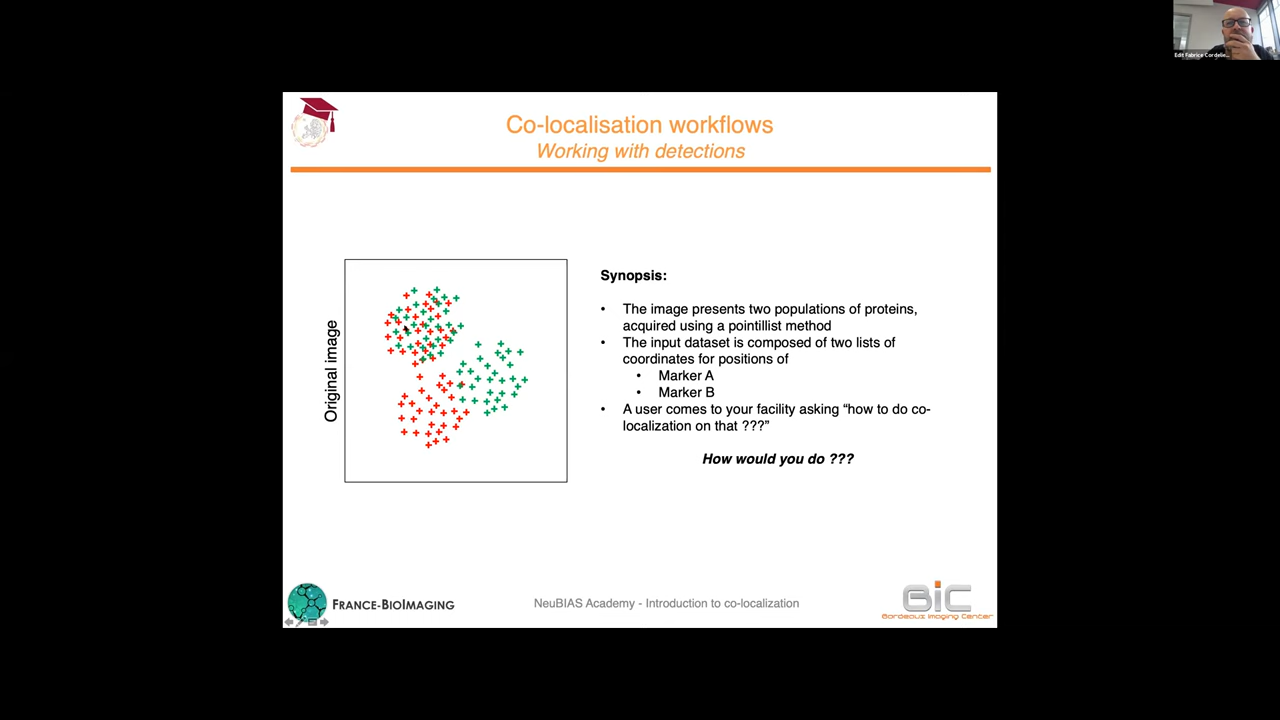 Edit Fabrice Cordelie...
Co-localisation workflows
Working with detections
Original image
Synopsis:
• The image presents two populations of proteins,
acquired using a pointillist method
• The input dataset is composed of two lists of
coordinates for positions of
• Marker A
• Marker B
• A user comes to your facility asking “how to do co-
localization on that ???”
How would you do ???
FRANCE-BIOIMAGING
NeuBIAS Academy - Introduction to co-localization
BiC
Bordeaux Imaging Center